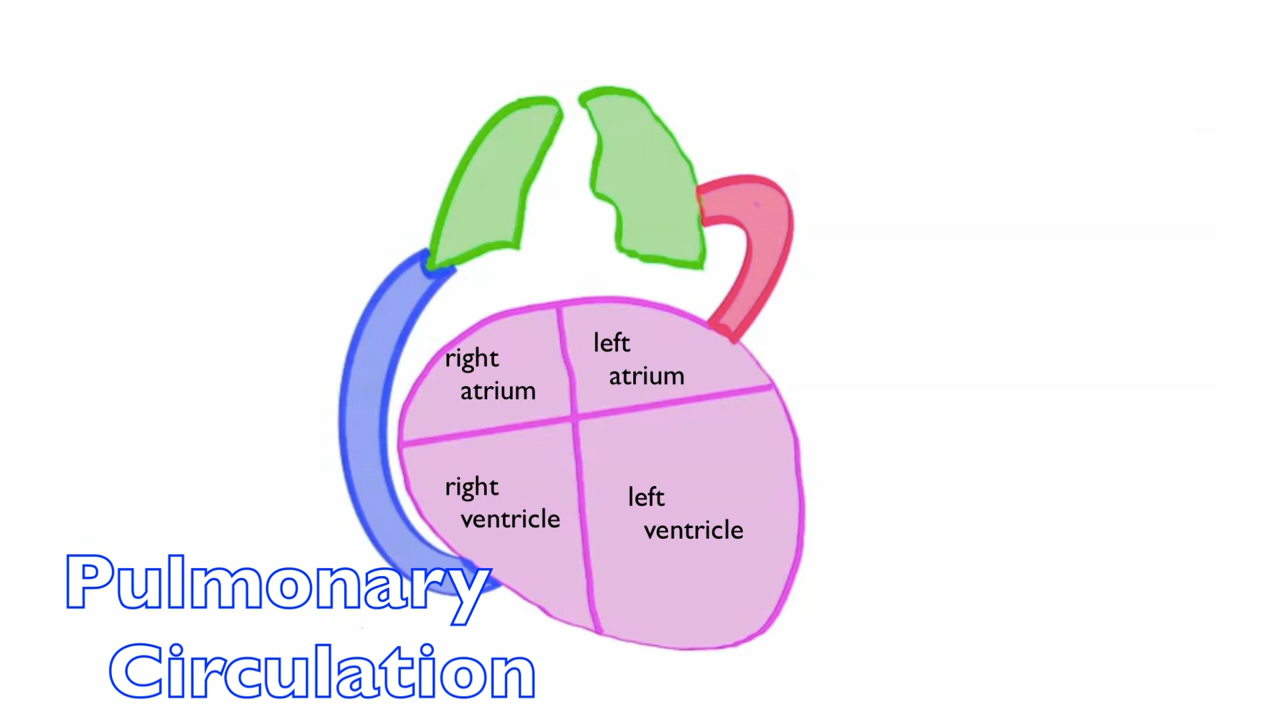 right
atrium
left
atrium
right
ventricle
left
ventricle
Pulmonary
Circulation